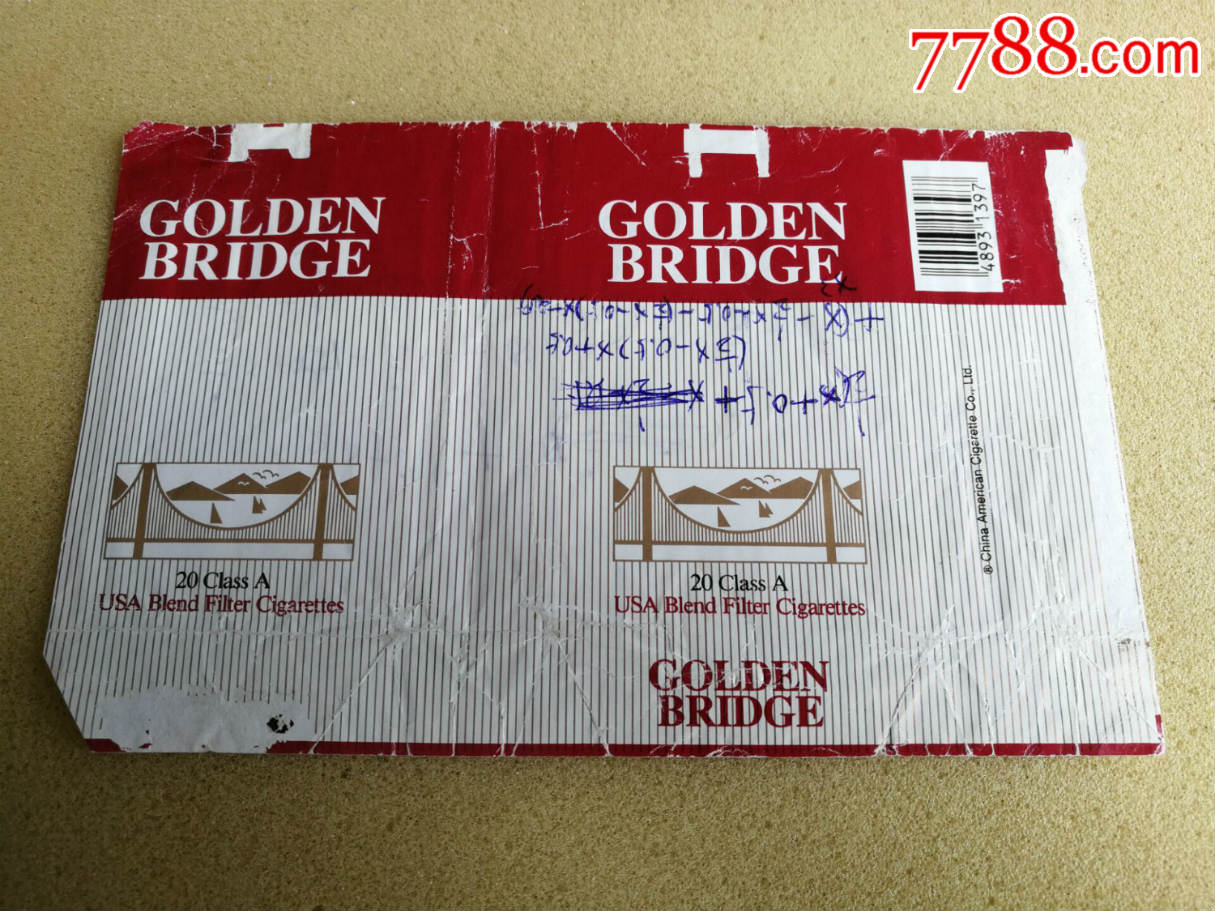 7788.com
GOLDEN
BRIDGE
GOLDEN
BRIDGE
4893 1397
® China American Cigarette Co., Ltd.
20 Class A
USA Blend Filter Cigarettes
20 Class A
USA Blend Filter Cigarettes
GOLDEN
BRIDGE